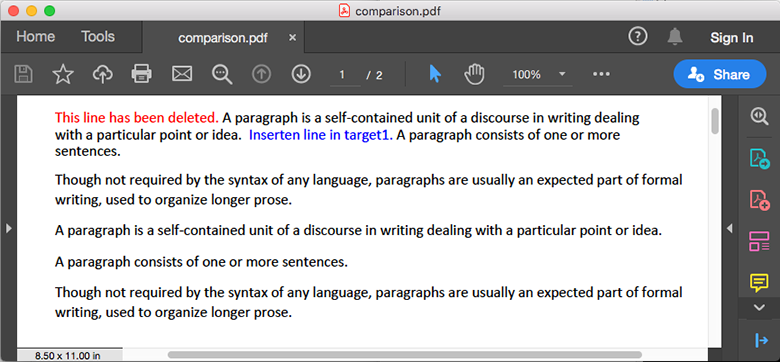 comparison.pdf
Home Tools comparison.pdf × Sign In
1 / 2 100% Share
This line has been deleted. A paragraph is a self-contained unit of a discourse in writing dealing
with a particular point or idea. Inserten line in target1. A paragraph consists of one or more
sentences.
Though not required by the syntax of any language, paragraphs are usually an expected part of formal
writing, used to organize longer prose.
A paragraph is a self-contained unit of a discourse in writing dealing with a particular point or idea.
A paragraph consists of one or more sentences.
Though not required by the syntax of any language, paragraphs are usually an expected part of formal
writing, used to organize longer prose.
8.50 x 11.00 in